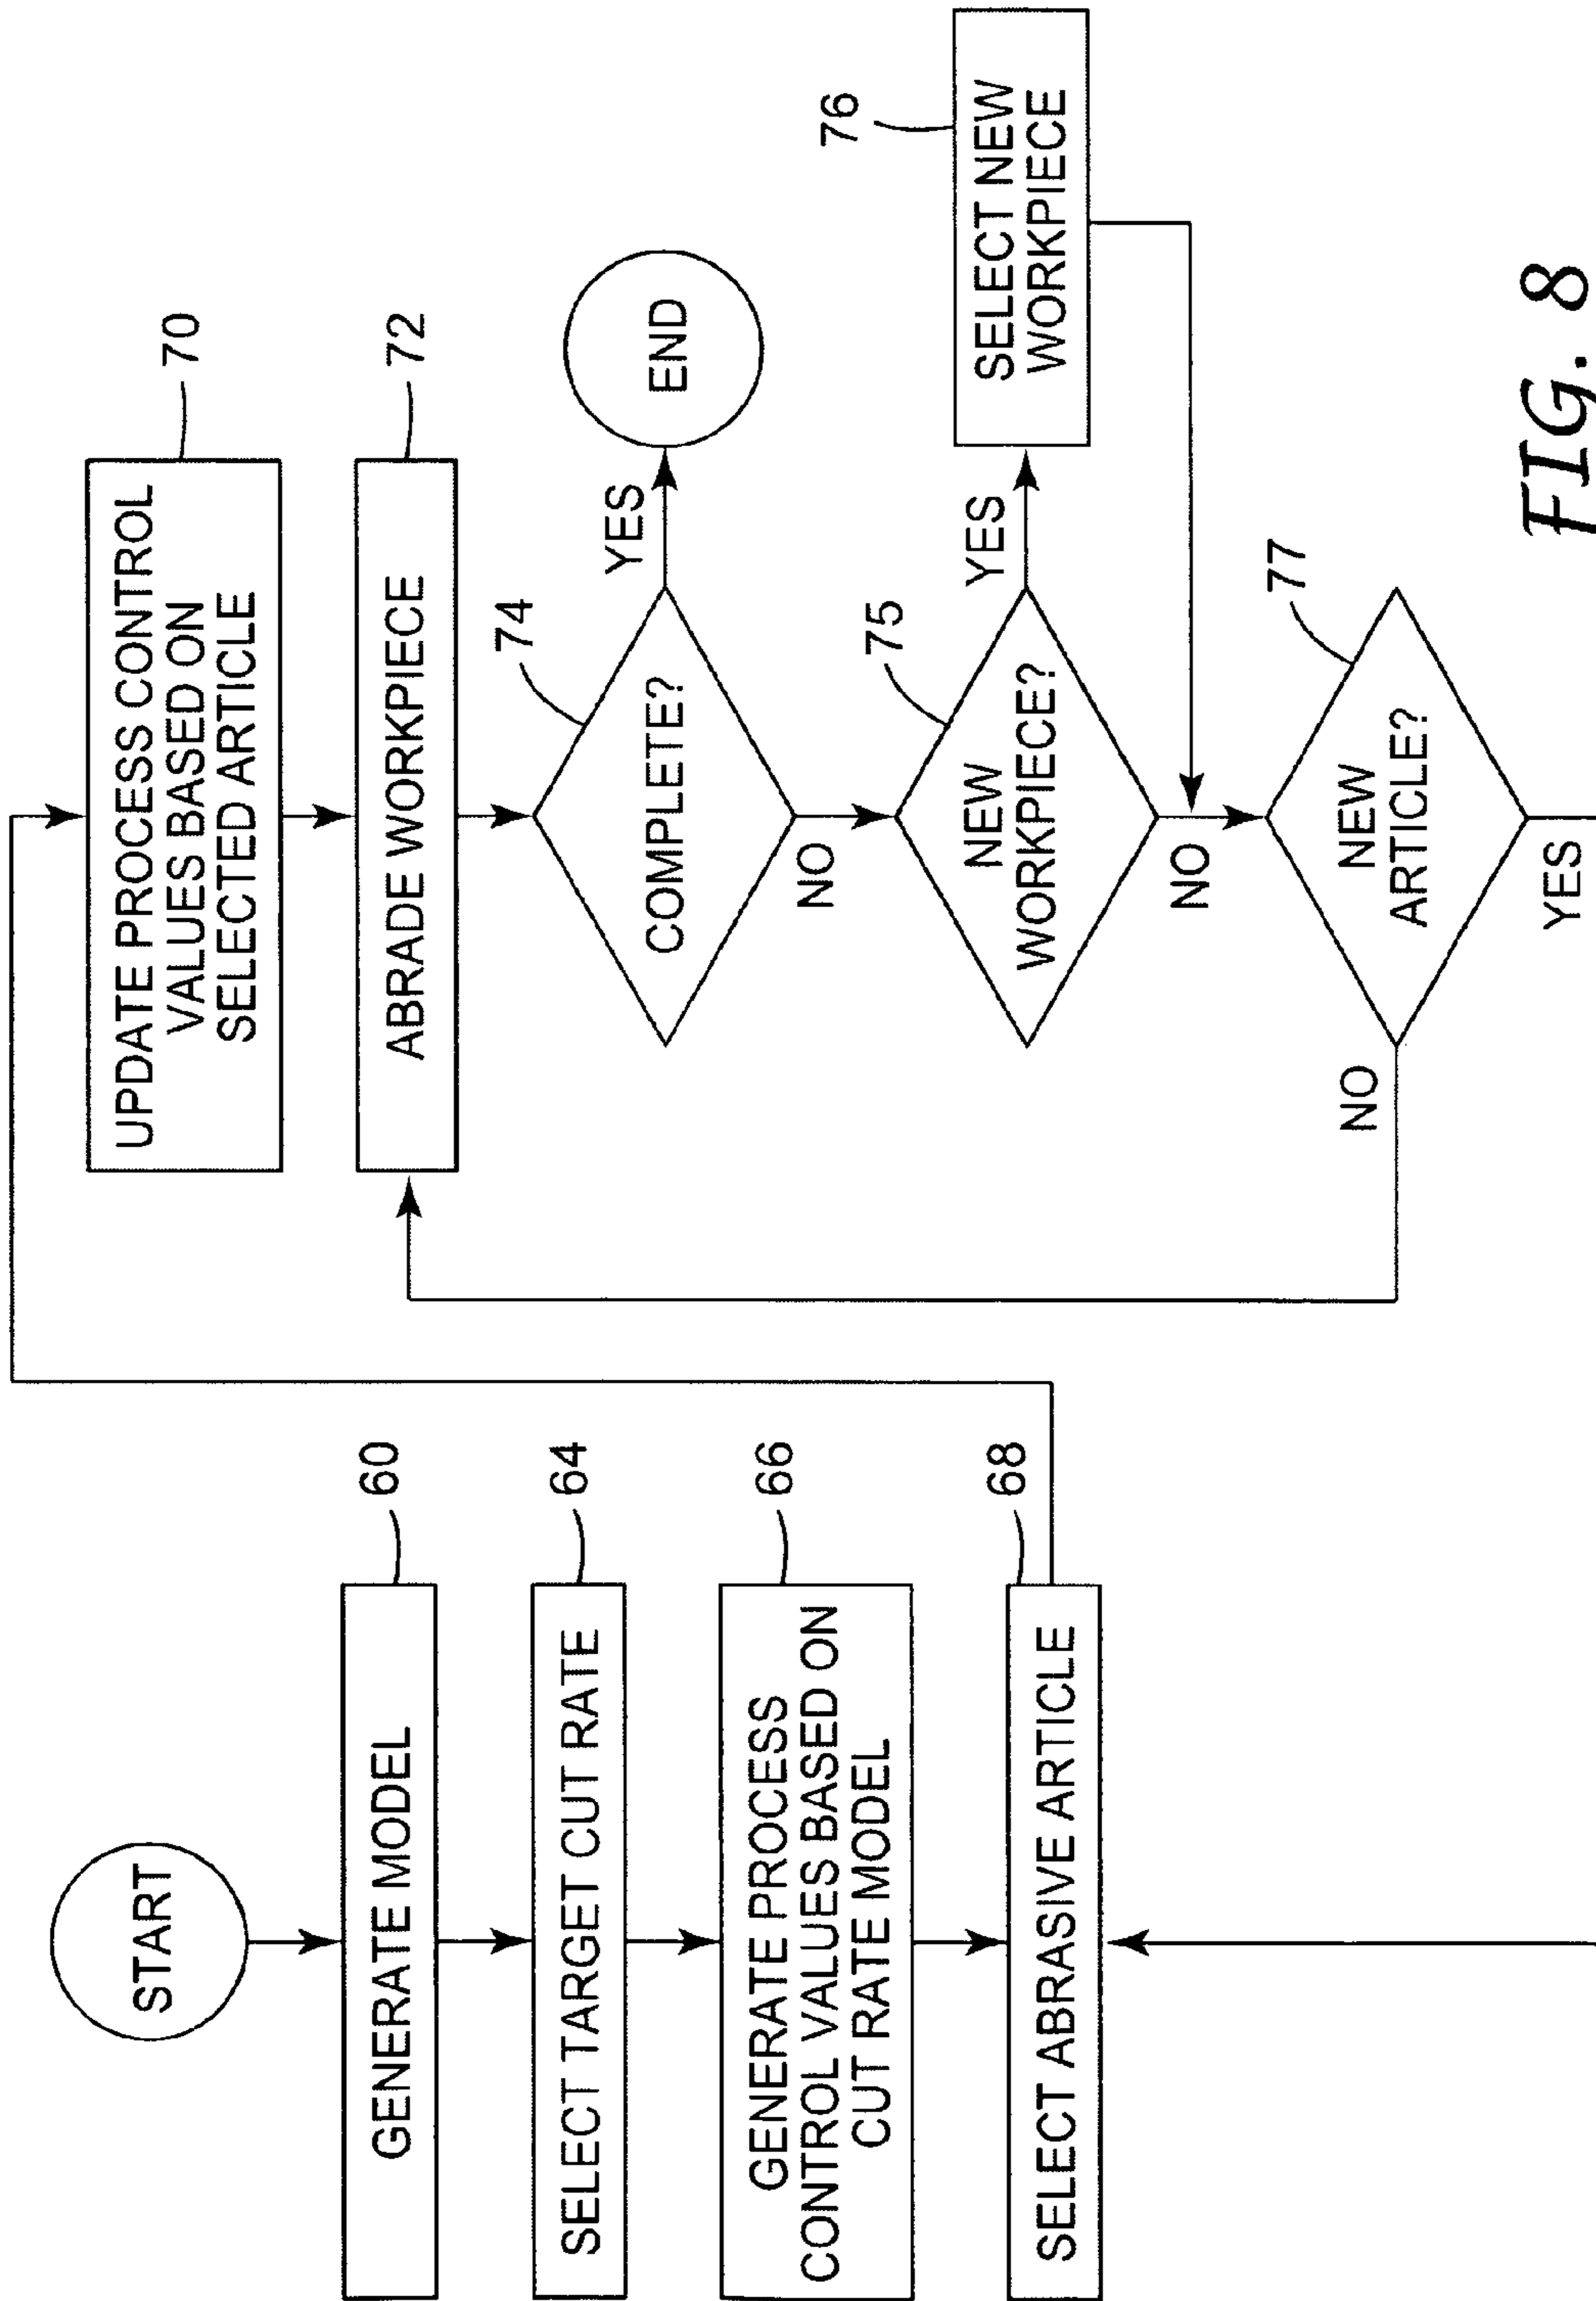 START
GENERATE MODEL
60
SELECT TARGET CUT RATE
64
GENERATE PROCESS
CONTROL VALUES BASED ON
CUT RATE MODEL
66
SELECT ABRASIVE ARTICLE
68
UPDATE PROCESS CONTROL
VALUES BASED ON
SELECTED ARTICLE
70
ABRADE WORKPIECE
72
COMPLETE?
74
YES
END
NO
NEW
WORKPIECE?
75
YES
SELECT NEW
WORKPIECE
76
NO
NEW
ARTICLE?
77
NO
YES
FIG. 8